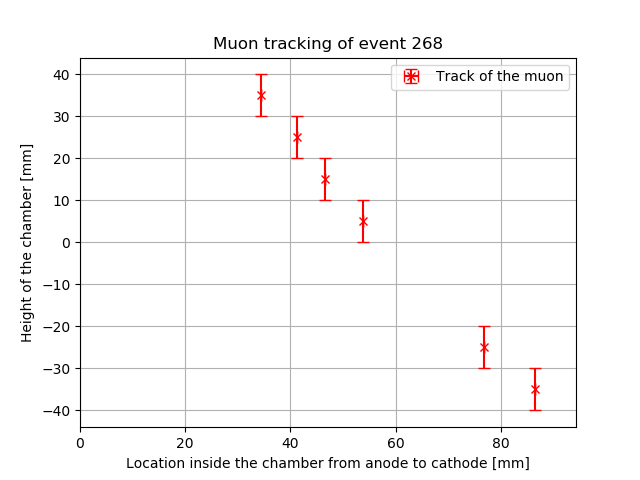 Muon tracking of event 268
Track of the muon
Height of the chamber [mm]
40
30
20
10
0
−10
−20
−30
−40
0 20 40 60 80
Location inside the chamber from anode to cathode [mm]